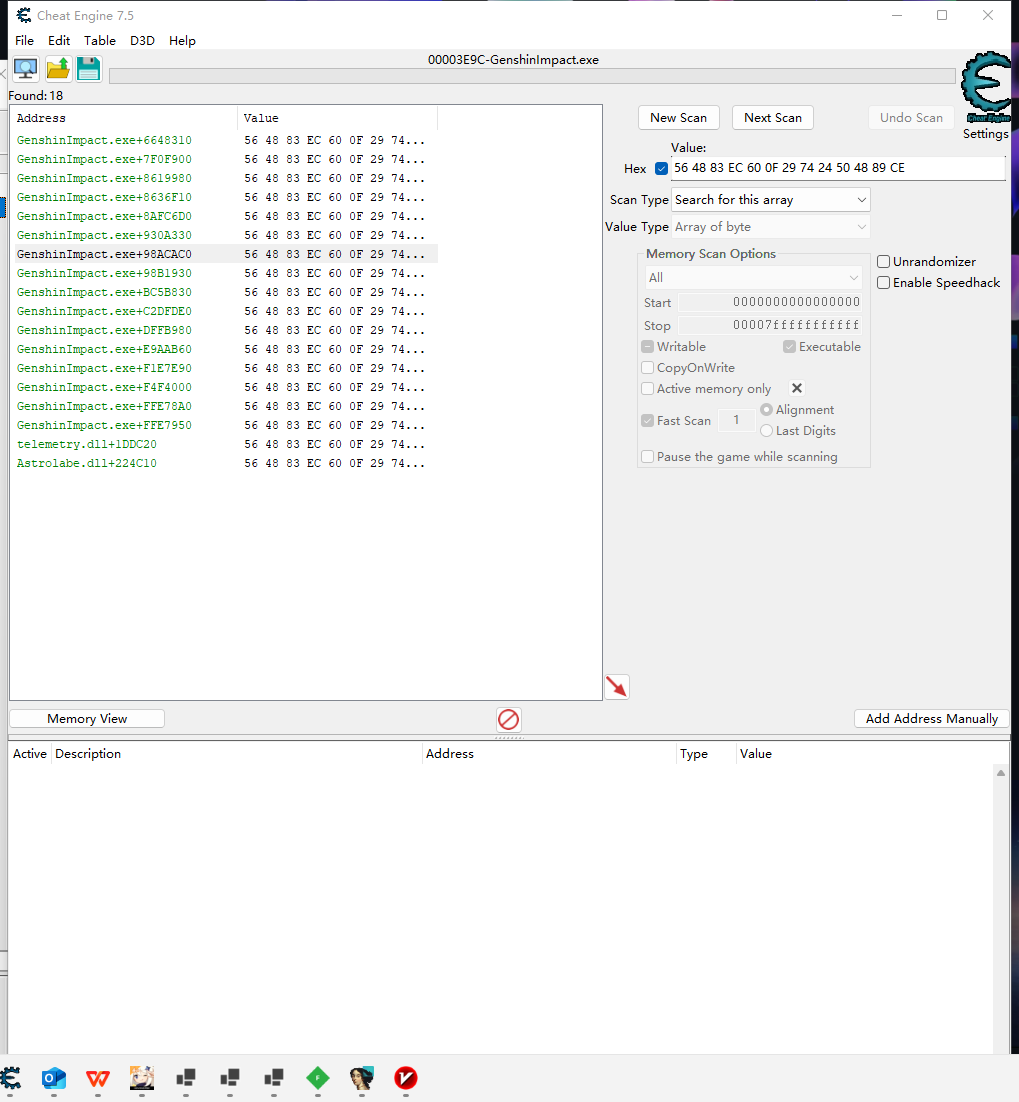 Cheat Engine 7.5
File Edit Table D3D Help
00003E9C-GenshinImpact.exe
Found: 18
Address Value
GenshinImpact.exe+6648310 56 48 83 EC 60 0F 29 74...
GenshinImpact.exe+7F0F900 56 48 83 EC 60 0F 29 74...
GenshinImpact.exe+8619980 56 48 83 EC 60 0F 29 74...
GenshinImpact.exe+8636F10 56 48 83 EC 60 0F 29 74...
GenshinImpact.exe+8AFC6D0 56 48 83 EC 60 0F 29 74...
GenshinImpact.exe+930A330 56 48 83 EC 60 0F 29 74...
GenshinImpact.exe+98ACAC0 56 48 83 EC 60 0F 29 74...
GenshinImpact.exe+98B1930 56 48 83 EC 60 0F 29 74...
GenshinImpact.exe+BC5B830 56 48 83 EC 60 0F 29 74...
GenshinImpact.exe+C2DFDE0 56 48 83 EC 60 0F 29 74...
GenshinImpact.exe+DFFB980 56 48 83 EC 60 0F 29 74...
GenshinImpact.exe+E9AAB60 56 48 83 EC 60 0F 29 74...
GenshinImpact.exe+F1E7E90 56 48 83 EC 60 0F 29 74...
GenshinImpact.exe+F4F4000 56 48 83 EC 60 0F 29 74...
GenshinImpact.exe+FFE78A0 56 48 83 EC 60 0F 29 74...
GenshinImpact.exe+FFE7950 56 48 83 EC 60 0F 29 74...
telemetry.dll+1DDC20 56 48 83 EC 60 0F 29 74...
Astrolabe.dll+224C10 56 48 83 EC 60 0F 29 74...
New Scan Next Scan Undo Scan
Cheat Engine
Settings
Value:
Hex 56 48 83 EC 60 0F 29 74 24 50 48 89 CE
Scan Type Search for this array
Value Type Array of byte
Memory Scan Options
All
Start 0000000000000000
Stop 00007fffffffffff
Writable Executable
CopyOnWrite
Active memory only
Fast Scan 1 Alignment
Last Digits
Pause the game while scanning
Unrandomizer
Enable Speedhack
Memory View Add Address Manually
Active Description Address Type Value